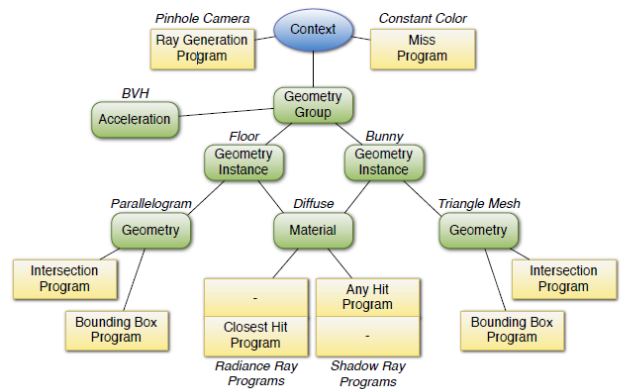 Pinhole Camera
Context
Constant Color
Ray Generation
Program
Miss
Program
BVH
Acceleration
Geometry
Group
Floor
Geometry
Instance
Bunny
Geometry
Instance
Parallelogram
Geometry
Diffuse
Material
Triangle Mesh
Geometry
Intersection
Program
Bounding Box
Program
-
Closest Hit
Program
Radiance Ray
Programs
Any Hit
Program
-
Shadow Ray
Programs
Intersection
Program
Bounding Box
Program